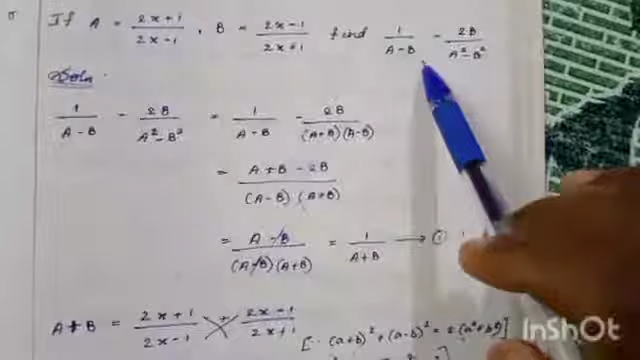 If A = (2x+1)/(2x-1), B = (2x-1)/(2x+1) find 1/(A-B) - 2B/(A²-B²)
Soln
1/(A-B) - 2B/(A²-B²) = 1/(A-B) - 2B/((A+B)(A-B))
= (A+B-2B)/((A-B)(A+B))
= (A-B)/((A-B)(A+B)) = 1/(A+B) → ①
A+B = (2x+1)/(2x-1) + (2x-1)/(2x+1)
[∵ (a+b)²+(a-b)² = 2(a²+b²)]
InShOt